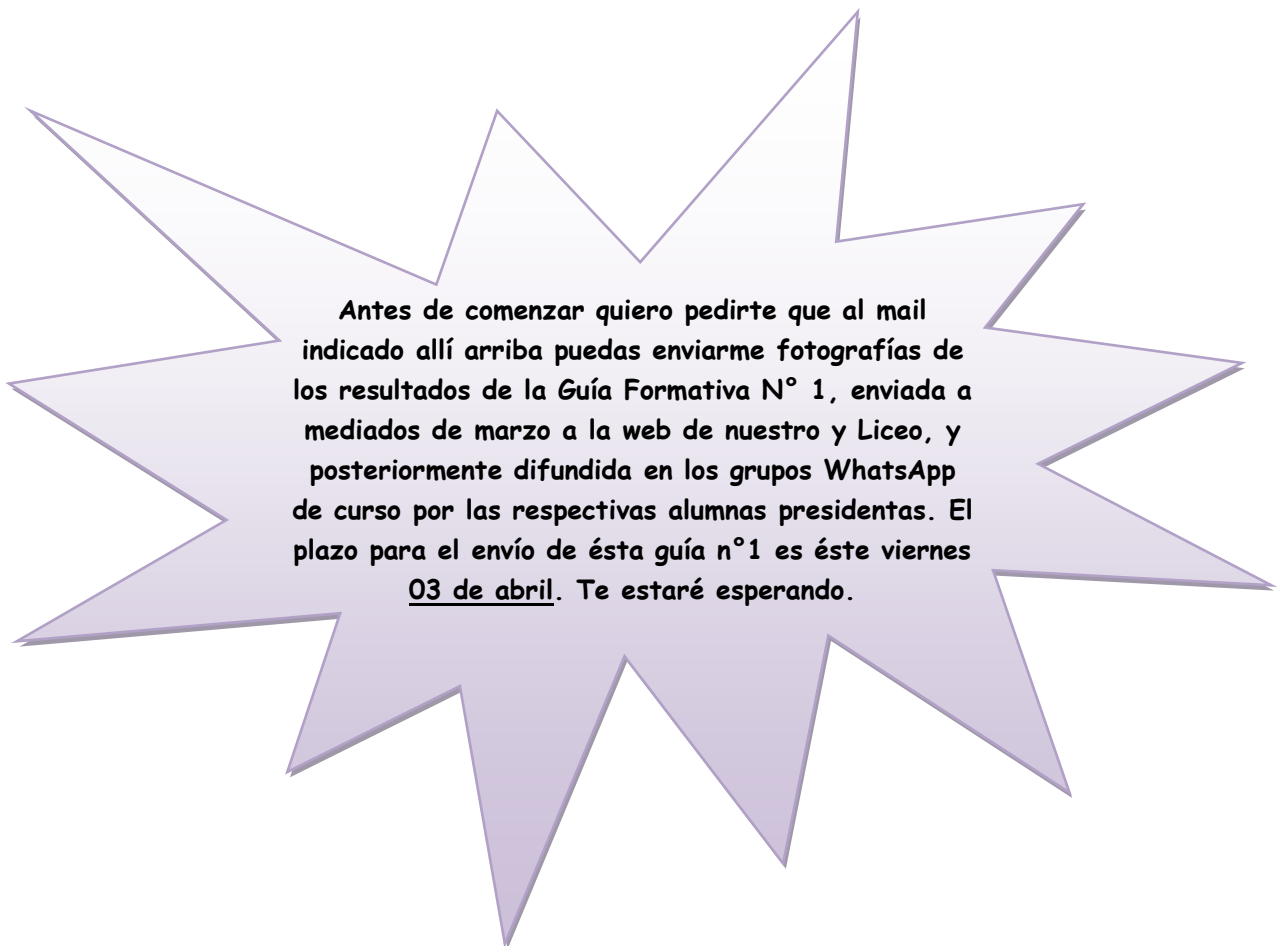 Antes de comenzar quiero pedirte que al mail
indicado allí arriba puedas enviarme fotografías de
los resultados de la Guía Formativa N° 1, enviada a
mediados de marzo a la web de nuestro y Liceo, y
posteriormente difundida en los grupos WhatsApp
de curso por las respectivas alumnas presidentas. El
plazo para el envío de ésta guía n°1 es éste viernes
03 de abril. Te estaré esperando.